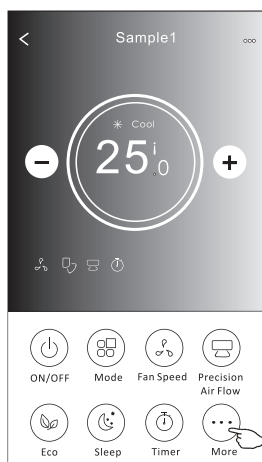 Sample1
Cool
25.0
ON/OFF Mode Fan Speed Precision Air Flow
Eco Sleep Timer More